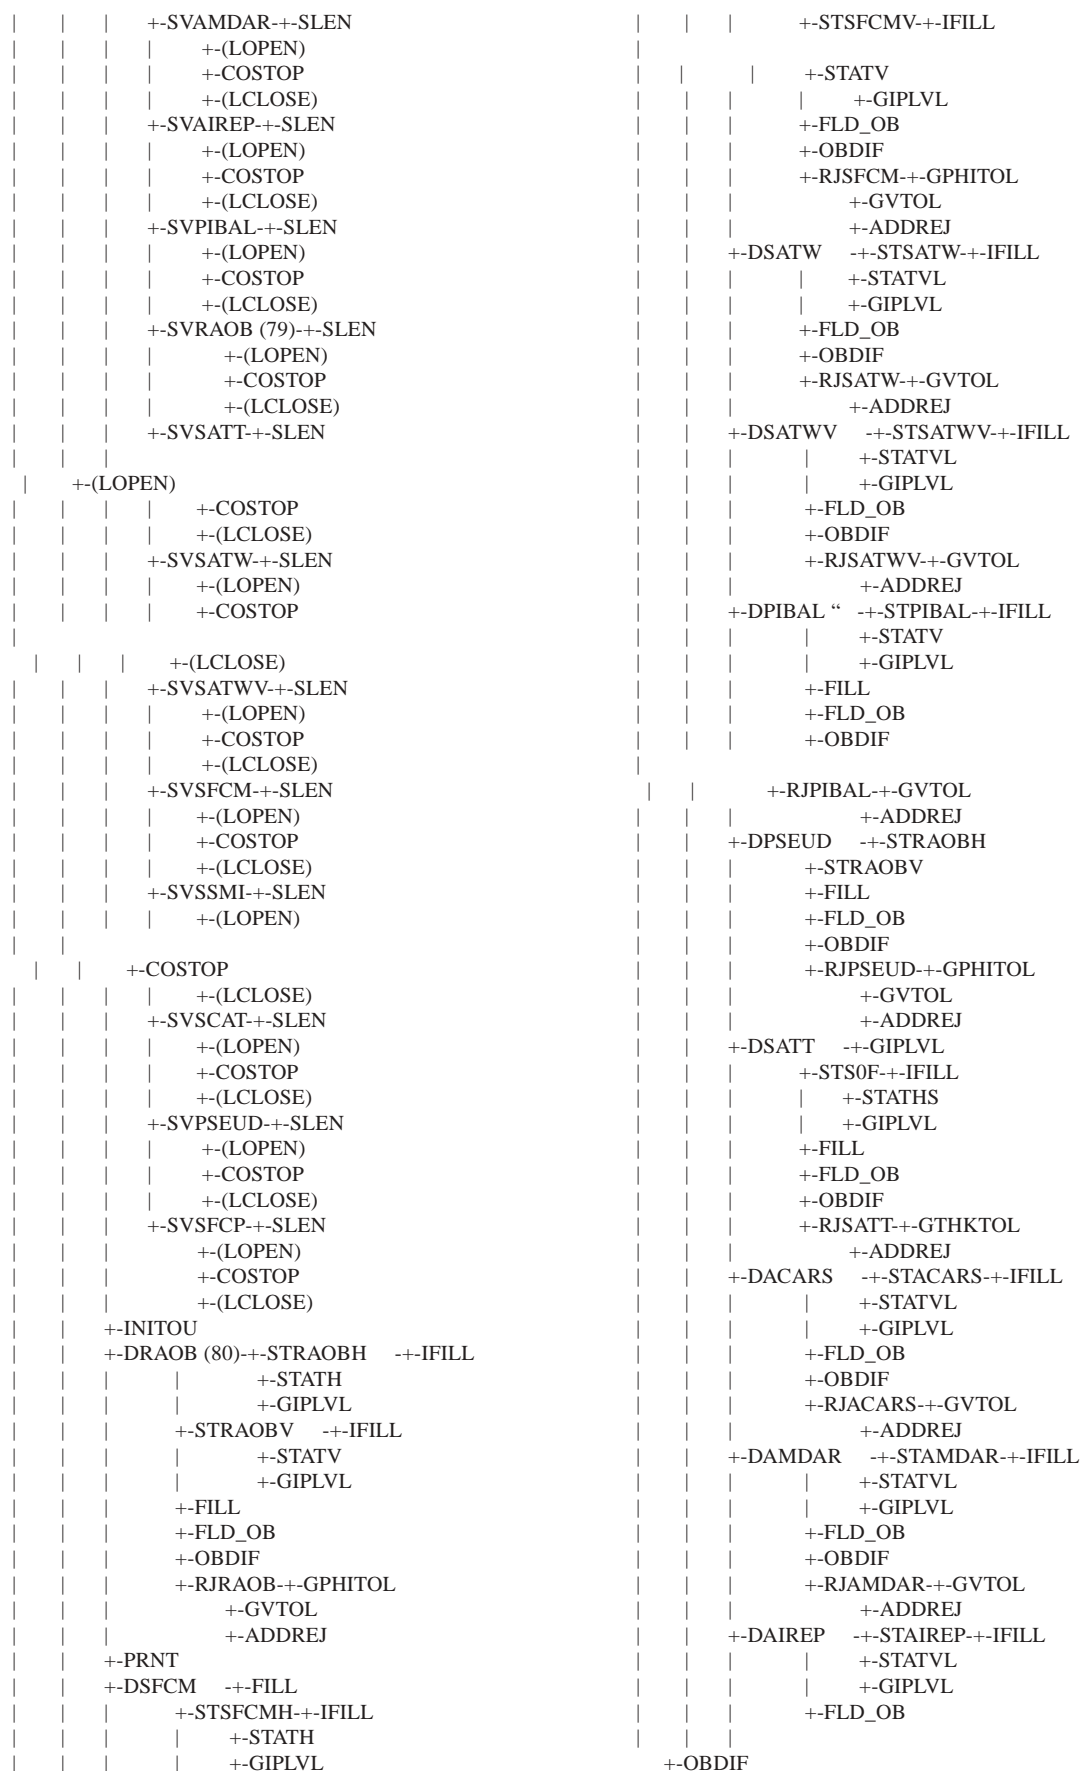 |     |     |     +-SVAMDAR-+-SLEN
|     |     |     |     +-(LOPEN)
|     |     |     |     +-COSTOP
|     |     |     |     +-(LCLOSE)
|     |     |     +-SVAIREP-+-SLEN
|     |     |     |     +-(LOPEN)
|     |     |     |     +-COSTOP
|     |     |     |     +-(LCLOSE)
|     |     |     +-SVPIBAL-+-SLEN
|     |     |     |     +-(LOPEN)
|     |     |     |     +-COSTOP
|     |     |     |     +-(LCLOSE)
|     |     |     +-SVRAOB (79)-+-SLEN
|     |     |     |     +-(LOPEN)
|     |     |     |     +-COSTOP
|     |     |     |     +-(LCLOSE)
|     |     |     +-SVSATT-+-SLEN
|     |     |
|     +-(LOPEN)
|     |     |     |     +-COSTOP
|     |     |     |     +-(LCLOSE)
|     |     |     +-SVSATW-+-SLEN
|     |     |     |     +-(LOPEN)
|     |     |     |     +-COSTOP
|
|     |     |     +-(LCLOSE)
|     |     |     +-SVSATWV-+-SLEN
|     |     |     |     +-(LOPEN)
|     |     |     |     +-COSTOP
|     |     |     |     +-(LCLOSE)
|     |     |     +-SVSFCM-+-SLEN
|     |     |     |     +-(LOPEN)
|     |     |     |     +-COSTOP
|     |     |     |     +-(LCLOSE)
|     |     |     +-SVSSMI-+-SLEN
|     |     |     |     +-(LOPEN)
|     |
|     |     +-COSTOP
|     |     |     |     +-(LCLOSE)
|     |     |     +-SVSCAT-+-SLEN
|     |     |     |     +-(LOPEN)
|     |     |     |     +-COSTOP
|     |     |     |     +-(LCLOSE)
|     |     |     +-SVPSEUD-+-SLEN
|     |     |     |     +-(LOPEN)
|     |     |     |     +-COSTOP
|     |     |     |     +-(LCLOSE)
|     |     |     +-SVSFCP-+-SLEN
|     |     |           +-(LOPEN)
|     |     |           +-COSTOP
|     |     |           +-(LCLOSE)
|     |     +-INITOU
|     |     +-DRAOB (80)-+-STRAOBH     -+-IFILL
|     |     |     |     +-STATH
|     |     |     |     +-GIPLVL
|     |     |     +-STRAOBV     -+-IFILL
|     |     |     |     +-STATV
|     |     |     |     +-GIPLVL
|     |     |     +-FILL
|     |     |     +-FLD_OB
|     |     |     +-OBDIF
|     |     |     +-RJRAOB-+-GPHITOL
|     |     |           +-GVTOL
|     |     |           +-ADDREJ
|     |     +-PRNT
|     |     +-DSFCM     -+-FILL
|     |     |     +-STSFCMH-+-IFILL
|     |     |     |     +-STATH
|     |     |     |     +-GIPLVL
|     |     |     +-STSFCMV-+-IFILL
|
|     |     |     +-STATV
|     |     |     |     +-GIPLVL
|     |     |     +-FLD_OB
|     |     |     +-OBDIF
|     |     |     +-RJSFCM-+-GPHITOL
|     |     |           +-GVTOL
|     |     |           +-ADDREJ
|     |     +-DSATW     -+-STSATW-+-IFILL
|     |     |     |     +-STATVL
|     |     |     |     +-GIPLVL
|     |     |     +-FLD_OB
|     |     |     +-OBDIF
|     |     |     +-RJSATW-+-GVTOL
|     |     |           +-ADDREJ
|     |     +-DSATWV     -+-STSATWV-+-IFILL
|     |     |     |     +-STATVL
|     |     |     |     +-GIPLVL
|     |     |     +-FLD_OB
|     |     |     +-OBDIF
|     |     |     +-RJSATWV-+-GVTOL
|     |     |           +-ADDREJ
|     |     +-DPIBAL “   -+-STPIBAL-+-IFILL
|     |     |     |     +-STATV
|     |     |     |     +-GIPLVL
|     |     |     +-FILL
|     |     |     +-FLD_OB
|     |     |     +-OBDIF
|
|     |     +-RJPIBAL-+-GVTOL
|     |     |           +-ADDREJ
|     |     +-DPSEUD     -+-STRAOBH
|     |     |     +-STRAOBV
|     |     |     +-FILL
|     |     |     +-FLD_OB
|     |     |     +-OBDIF
|     |     |     +-RJPSEUD-+-GPHITOL
|     |     |           +-GVTOL
|     |     |           +-ADDREJ
|     |     +-DSATT     -+-GIPLVL
|     |     |     +-STS0F-+-IFILL
|     |     |     |     +-STATHS
|     |     |     |     +-GIPLVL
|     |     |     +-FILL
|     |     |     +-FLD_OB
|     |     |     +-OBDIF
|     |     |     +-RJSATT-+-GTHKTOL
|     |     |           +-ADDREJ
|     |     +-DACARS     -+-STACARS-+-IFILL
|     |     |     |     +-STATVL
|     |     |     |     +-GIPLVL
|     |     |     +-FLD_OB
|     |     |     +-OBDIF
|     |     |     +-RJACARS-+-GVTOL
|     |     |           +-ADDREJ
|     |     +-DAMDAR     -+-STAMDAR-+-IFILL
|     |     |     |     +-STATVL
|     |     |     |     +-GIPLVL
|     |     |     +-FLD_OB
|     |     |     +-OBDIF
|     |     |     +-RJAMDAR-+-GVTOL
|     |     |           +-ADDREJ
|     |     +-DAIREP     -+-STAIREP-+-IFILL
|     |     |     |     +-STATVL
|     |     |     |     +-GIPLVL
|     |     |     +-FLD_OB
|     |     |
+-OBDIF